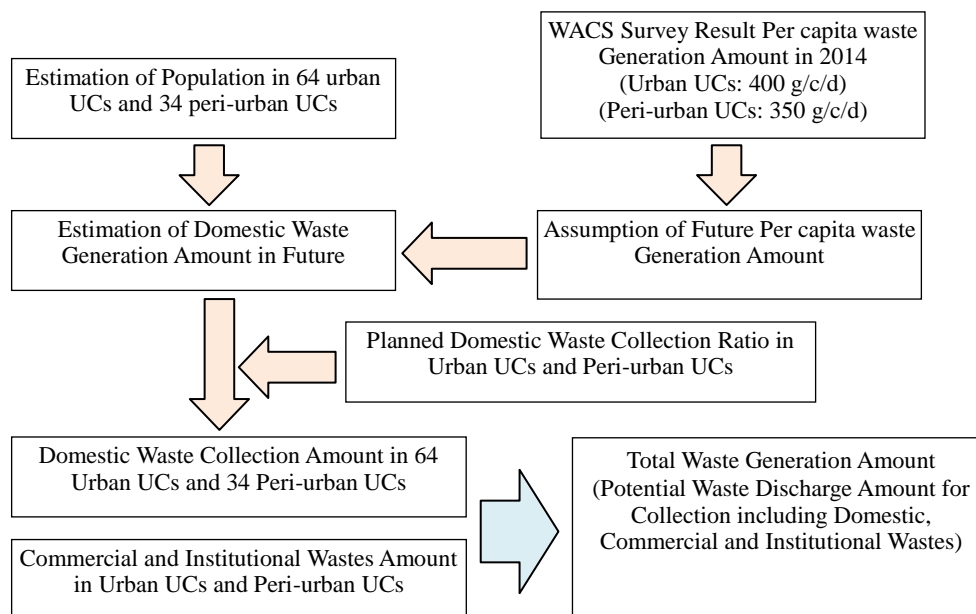 Estimation of Population in 64 urban
UCs and 34 peri-urban UCs
WACS Survey Result Per capita waste
Generation Amount in 2014
(Urban UCs: 400 g/c/d)
(Peri-urban UCs: 350 g/c/d)
Estimation of Domestic Waste
Generation Amount in Future
Assumption of Future Per capita waste
Generation Amount
Planned Domestic Waste Collection Ratio in
Urban UCs and Peri-urban UCs
Domestic Waste Collection Amount in 64
Urban UCs and 34 Peri-urban UCs
Commercial and Institutional Wastes Amount
in Urban UCs and Peri-urban UCs
Total Waste Generation Amount
(Potential Waste Discharge Amount for
Collection including Domestic,
Commercial and Institutional Wastes)